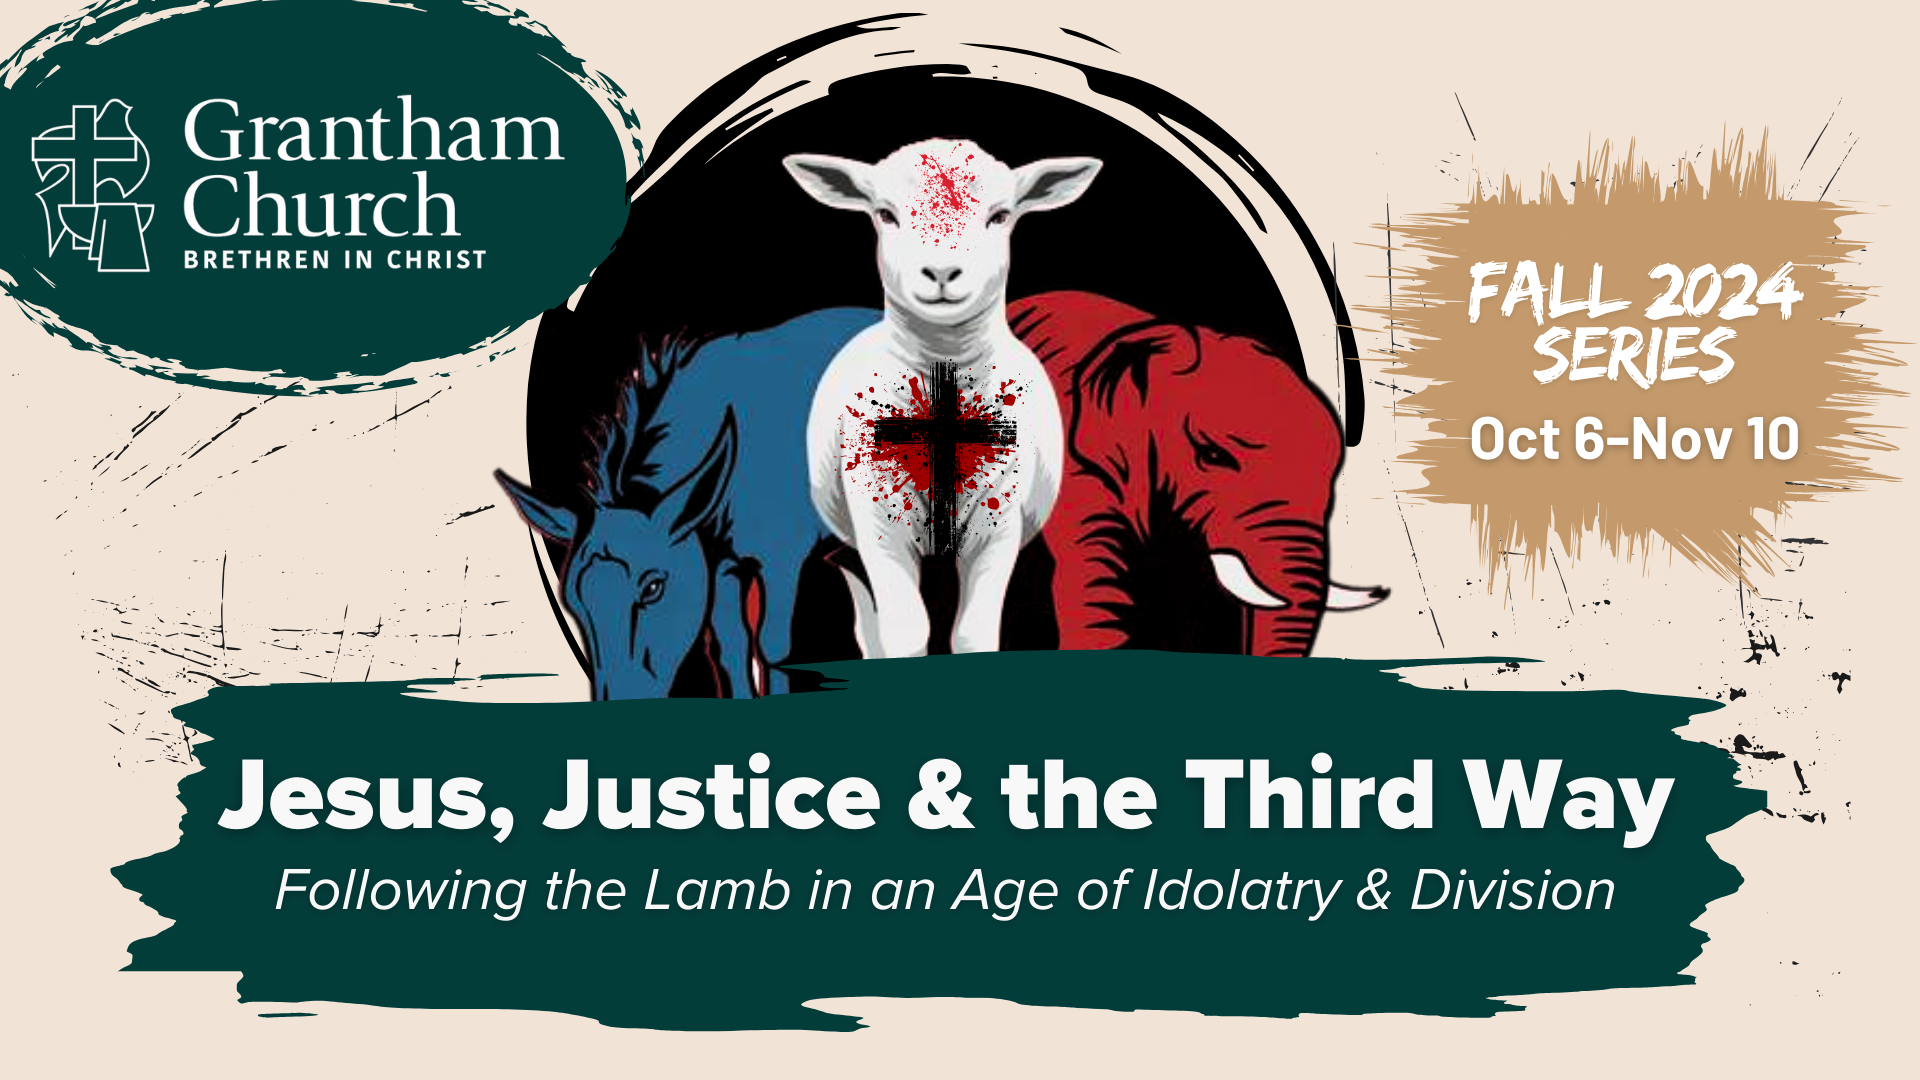 Grantham
Church
BRETHREN IN CHRIST
FALL 2024
SERIES
Oct 6-Nov 10
Jesus, Justice & the Third Way
Following the Lamb in an Age of Idolatry & Division